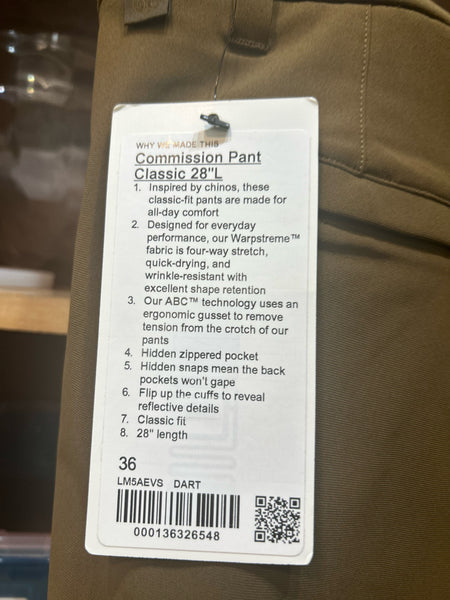 WHY WE MADE THIS
Commission Pant
Classic 28"L
1. Inspired by chinos, these
classic-fit pants are made for
all-day comfort
2. Designed for everyday
performance, our Warpstreme™
fabric is four-way stretch,
quick-drying, and
wrinkle-resistant with
excellent shape retention
3. Our ABC™ technology uses an
ergonomic gusset to remove
tension from the crotch of our
pants
4. Hidden zippered pocket
5. Hidden snaps mean the back
pockets won't gape
6. Flip up the cuffs to reveal
reflective details
7. Classic fit
8. 28" length
36
LM5AEVS DART
000136326548